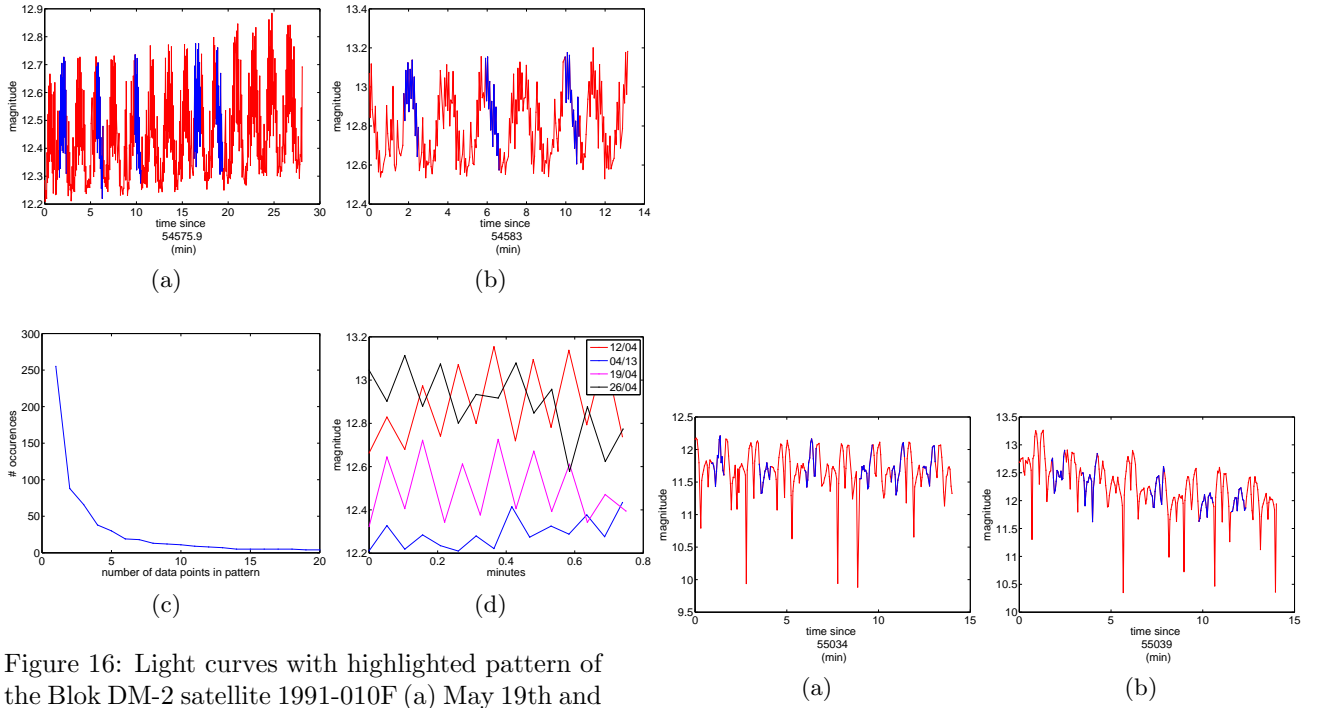 12.9
12.8
12.7
12.6
12.5
12.4
12.3
12.2
magnitude
0 5 10 15 20 25 30
time since
54575.9
(min)
(a)
13.4
13.2
13
12.8
12.6
12.4
magnitude
0 2 4 6 8 10 12 14
time since
54583
(min)
(b)
300
250
200
150
100
50
0
# occurences
0 5 10 15 20
number of data points in pattern
(c)
13.2
13
12.8
12.6
12.4
12.2
magnitude
0 0.2 0.4 0.6 0.8
minutes
12/04
04/13
19/04
26/04
(d)
Figure 16: Light curves with highlighted pattern of
the Blok DM-2 satellite 1991-010F (a) May 19th and
12.5
12
11.5
11
10.5
10
9.5
magnitude
0 5 10 15
time since
55034
(min)
(a)
13.5
13
12.5
12
11.5
11
10.5
10
magnitude
0 5 10 15
time since
55039
(min)
(b)